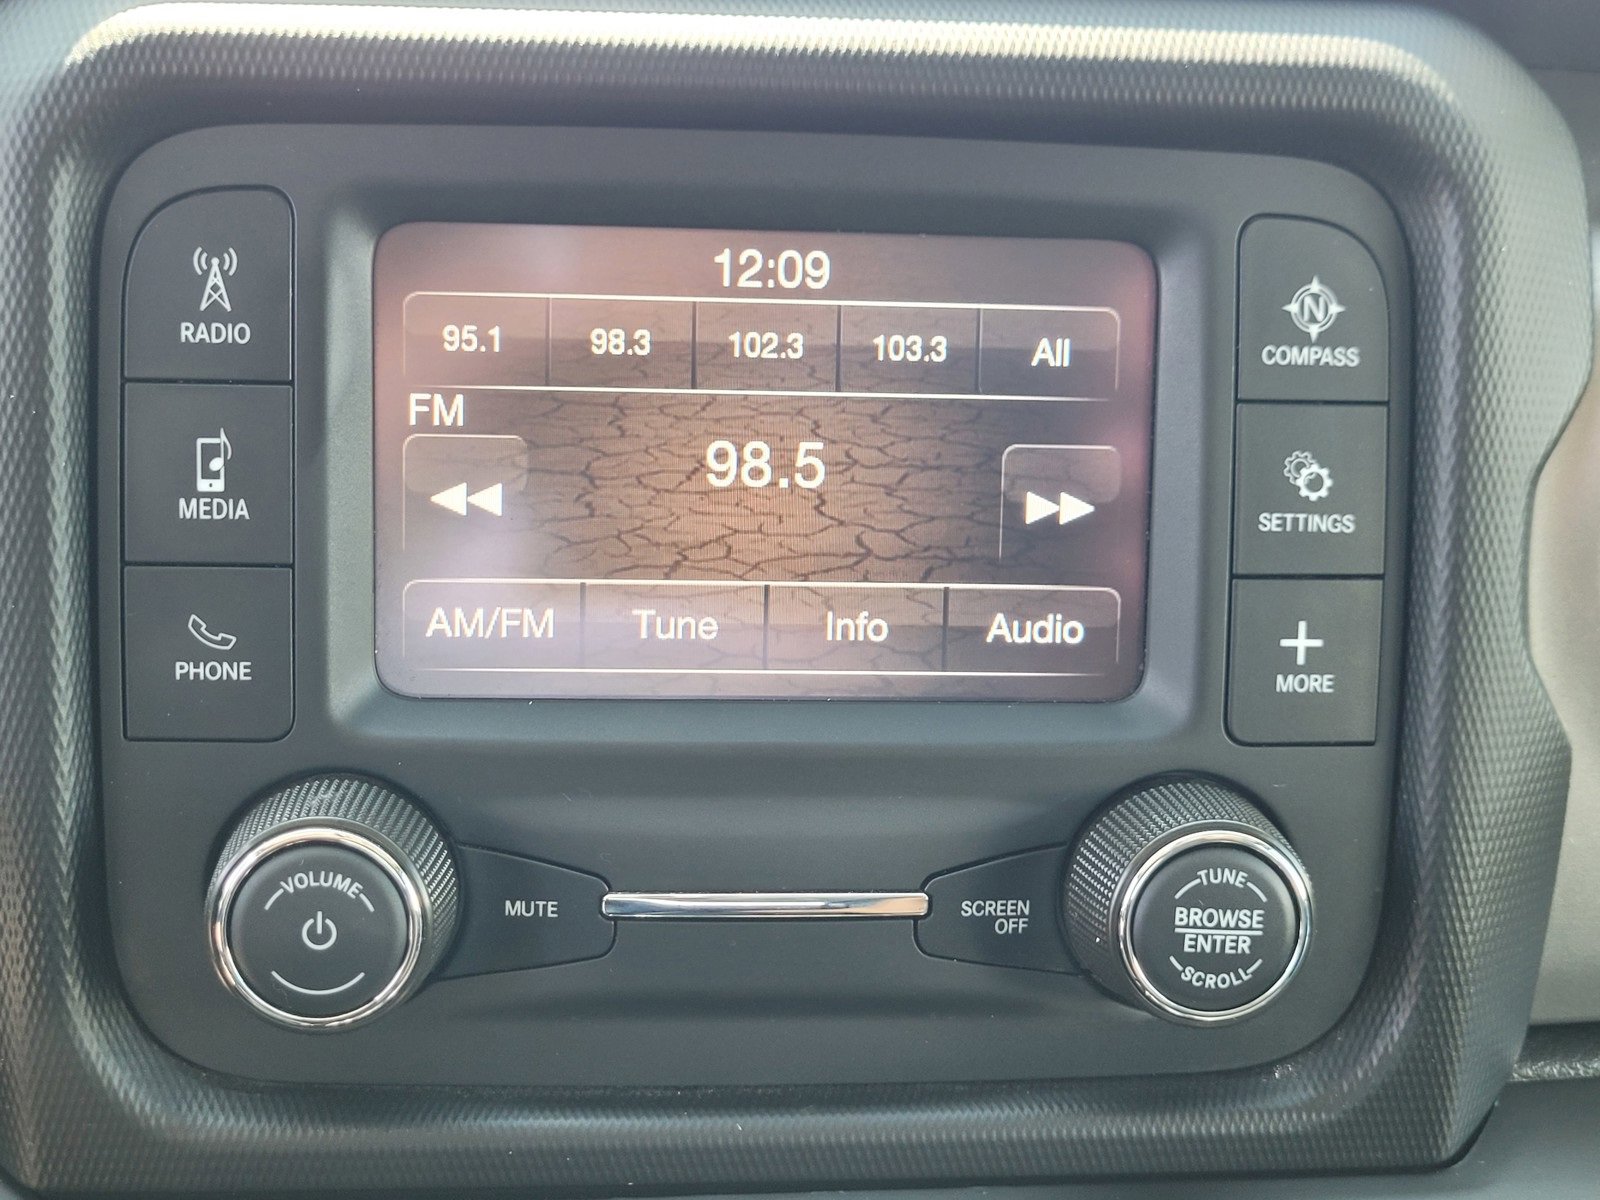 12:09
95.1 98.3 102.3 103.3 All
FM
98.5
AM/FM Tune Info Audio
RADIO
MEDIA
PHONE
N
COMPASS
SETTINGS
MORE
VOLUME
MUTE
SCREEN
OFF
TUNE
BROWSE
ENTER
SCROLL